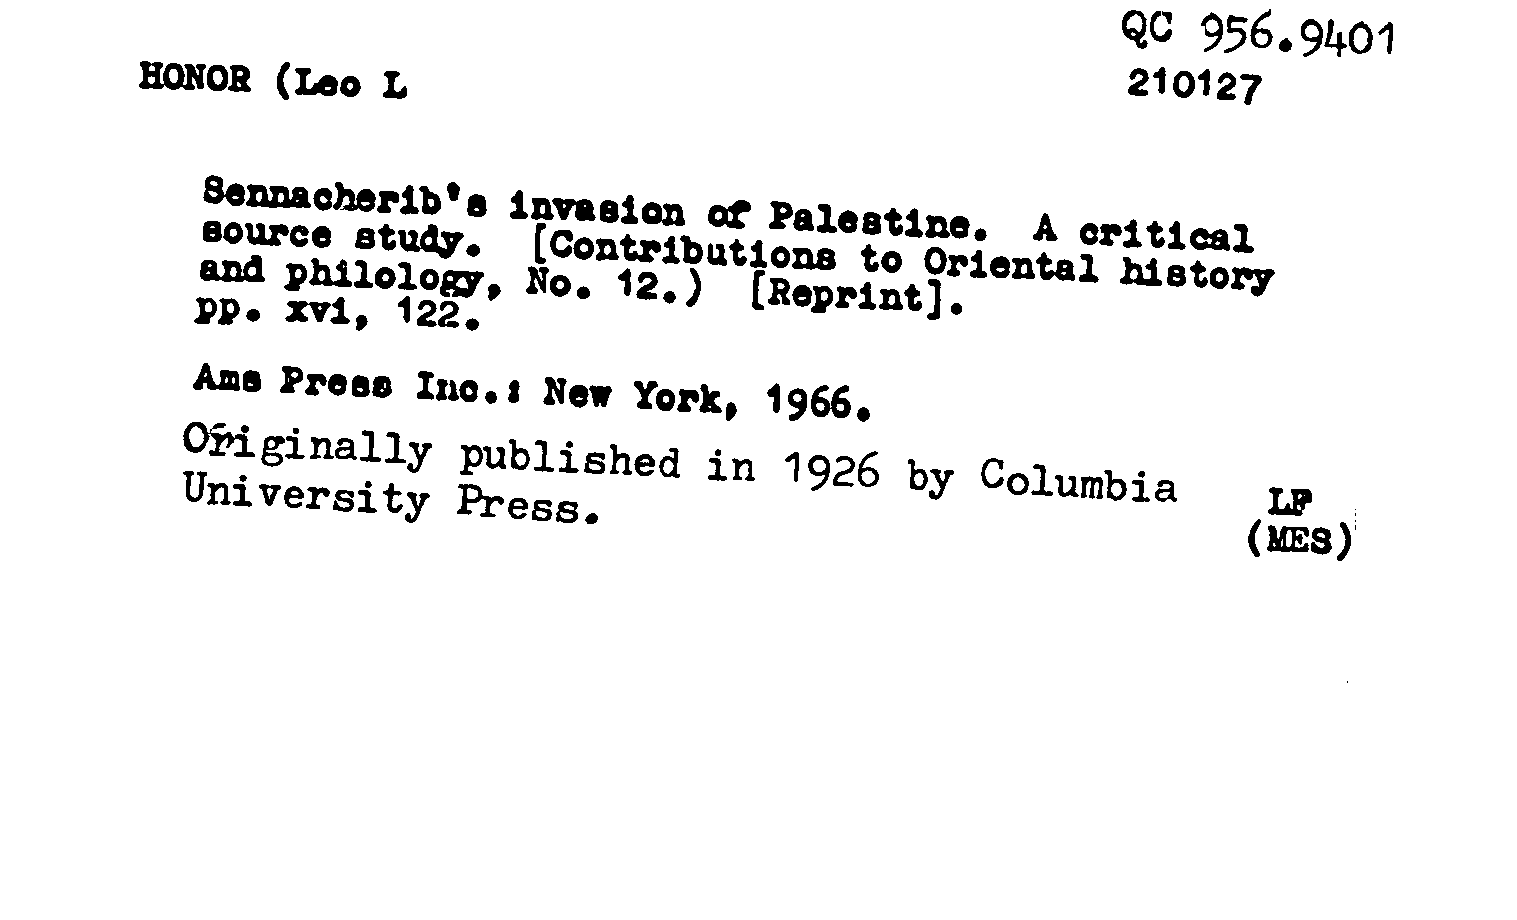 QC 956.9401
HONOR (Leo L
210127
Sennacherib's invasion of Palestine. A critical
source study. [Contributions to Oriental history
and philology, No. 12.) [Reprint].
pp. xvi, 122.
Ams Press Inc.: New York, 1966.
Originally published in 1926 by Columbia
University Press.
LF
(MES)